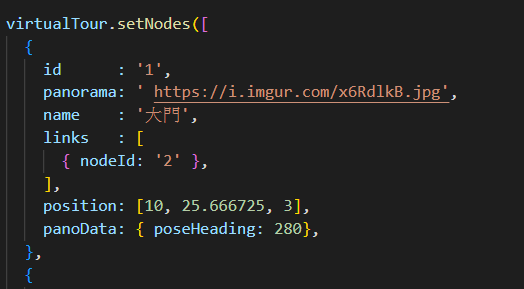 virtualTour.setNodes([
{
id : '1',
panorama: ' https://i.imgur.com/x6RdlkB.jpg',
name : '大門',
links : [
{ nodeId: '2' },
],
position: [10, 25.666725, 3],
panoData: { poseHeading: 280},
},
{